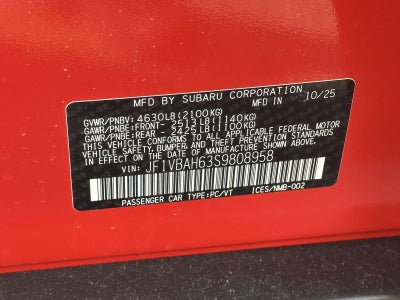 MFD BY SUBARU CORPORATION 10/25
GVWR/PNBV: 4630LB(2100KG)
GAWR/PNBE:FRONT- 2513LB(1140KG)
GAWR/PNBE:REAR - 2425LB(1100KG)
THIS VEHICLE CONFORMS TO ALL APPLICABLE FEDERAL MOTOR
VEHICLE SAFETY, BUMPER, AND THEFT PREVENTION STANDARDS
IN EFFECT ON THE DATE OF MANUFACTURE SHOWN ABOVE.
VIN: JF1VBAH63S9808958
PASSENGER CAR TYPE: PC/VT ICES/NMB-002